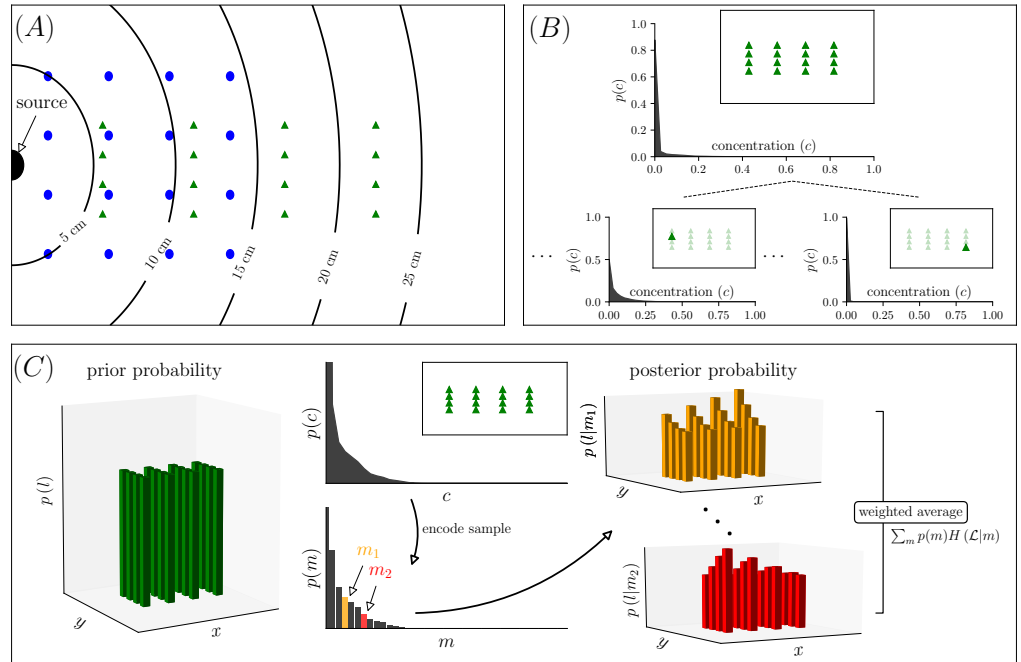 (A)
source
5 cm
10 cm
15 cm
20 cm
25 cm
(B)
1.0
0.8
0.6
0.4
0.2
0.0
p(c)
concentration (c)
0.0 0.2 0.4 0.6 0.8 1.0
...
1.0
0.5
0.0
p(c)
concentration (c)
0.00 0.25 0.50 0.75 1.00
...
1.0
0.5
0.0
p(c)
concentration (c)
0.00 0.25 0.50 0.75 1.00
(C)
prior probability
p (l)
y
x
p(c)
c
encode sample
p(m)
m₁
m₂
m
posterior probability
p (l|m₁)
y
x
p (l|m₂)
y
x
weighted average
∑ₘ p(m)H (ℒ|m)